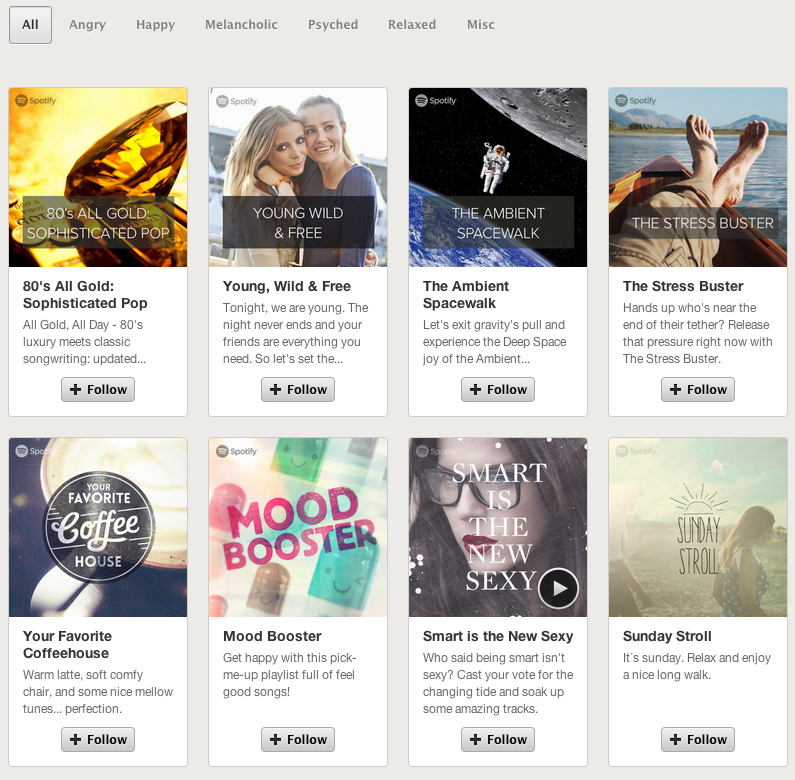 All Angry Happy Melancholic Psyched Relaxed Misc
Spotify
80's ALL GOLD:
SOPHISTICATED POP
80's All Gold:
Sophisticated Pop
All Gold, All Day - 80's
luxury meets classic
songwriting: updated...
+ Follow
Spotify
YOUNG WILD
& FREE
Young, Wild & Free
Tonight, we are young. The
night never ends and your
friends are everything you
need. So let's set the...
+ Follow
Spotify
THE AMBIENT
SPACEWALK
The Ambient
Spacewalk
Let's exit gravity's pull and
experience the Deep Space
joy of the Ambient...
+ Follow
Spotify
THE STRESS BUSTER
The Stress Buster
Hands up who's near the
end of their tether? Release
that pressure right now with
The Stress Buster.
+ Follow
Spotify
YOUR
FAVORITE
Coffee
HOUSE
Your Favorite
Coffeehouse
Warm latte, soft comfy
chair, and some nice mellow
tunes... perfection.
+ Follow
Spotify
MOOD
BOOSTER
Mood Booster
Get happy with this pick-
me-up playlist full of feel
good songs!
+ Follow
Spotify
SMART
IS
THE
NEW
SEXY
Smart is the New Sexy
Who said being smart isn't
sexy? Cast your vote for the
changing tide and soak up
some amazing tracks.
+ Follow
Spotify
SUNDAY
STROLL
Sunday Stroll
It´s sunday. Relax and enjoy
a nice long walk.
+ Follow